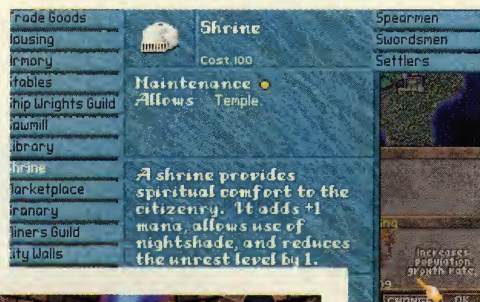 rade Goods
ousing
rmory
tables
hip Wrights Guild
awmill
ibrary
hrine
arketplace
ranary
iners Guild
ity Walls
Shrine
Cost 100
Maintenance
Allows Temple
A shrine provides
spiritual comfort to the
citizenry. It adds +1
mana, allows use of
nightshade, and reduces
the unrest level by 1.
Spearmen
Swordsmen
Settlers
Increases
population
growth rate.
CHANGE OK